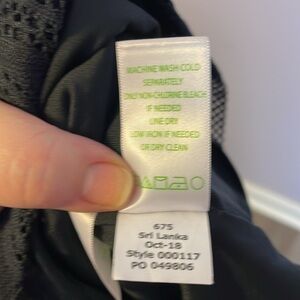 MACHINE WASH COLD
SEPARATELY
ONLY NON-CHLORINE BLEACH
IF NEEDED
LINE DRY
LOW IRON IF NEEDED
OR DRY CLEAN
675
Sri Lanka
Oct-18
Style 000117
PO 049806